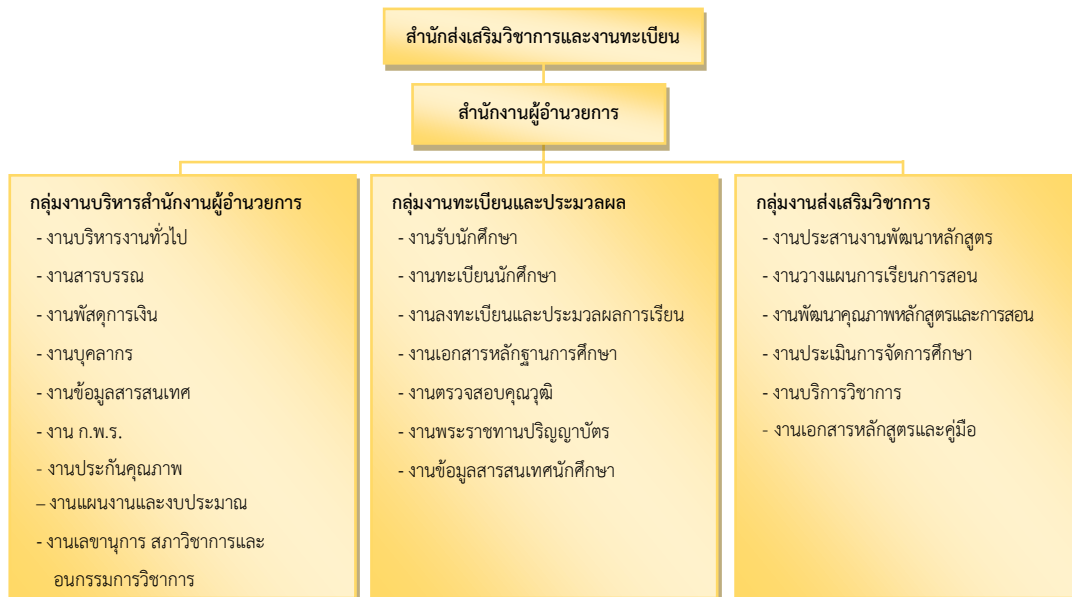 สำนักส่งเสริมวิชาการและงานทะเบียน
สำนักงานผู้อำนวยการ
กลุ่มงานบริหารสำนักงานผู้อำนวยการ
- งานบริหารงานทั่วไป
- งานสารบรรณ
- งานพัสดุการเงิน
- งานบุคลากร
- งานข้อมูลสารสนเทศ
- งาน ก.พ.ร.
- งานประกันคุณภาพ
– งานแผนงานและงบประมาณ
- งานเลขานุการ สภาวิชาการและ
อนกรรมการวิชาการ
กลุ่มงานทะเบียนและประมวลผล
- งานรับนักศึกษา
- งานทะเบียนนักศึกษา
- งานลงทะเบียนและประมวลผลการเรียน
- งานเอกสารหลักฐานการศึกษา
- งานตรวจสอบคุณวุฒิ
- งานพระราชทานปริญญาบัตร
- งานข้อมูลสารสนเทศนักศึกษา
กลุ่มงานส่งเสริมวิชาการ
- งานประสานงานพัฒนาหลักสูตร
- งานวางแผนการเรียนการสอน
- งานพัฒนาคุณภาพหลักสูตรและการสอน
- งานประเมินการจัดการศึกษา
- งานบริการวิชาการ
- งานเอกสารหลักสูตรและคู่มือ